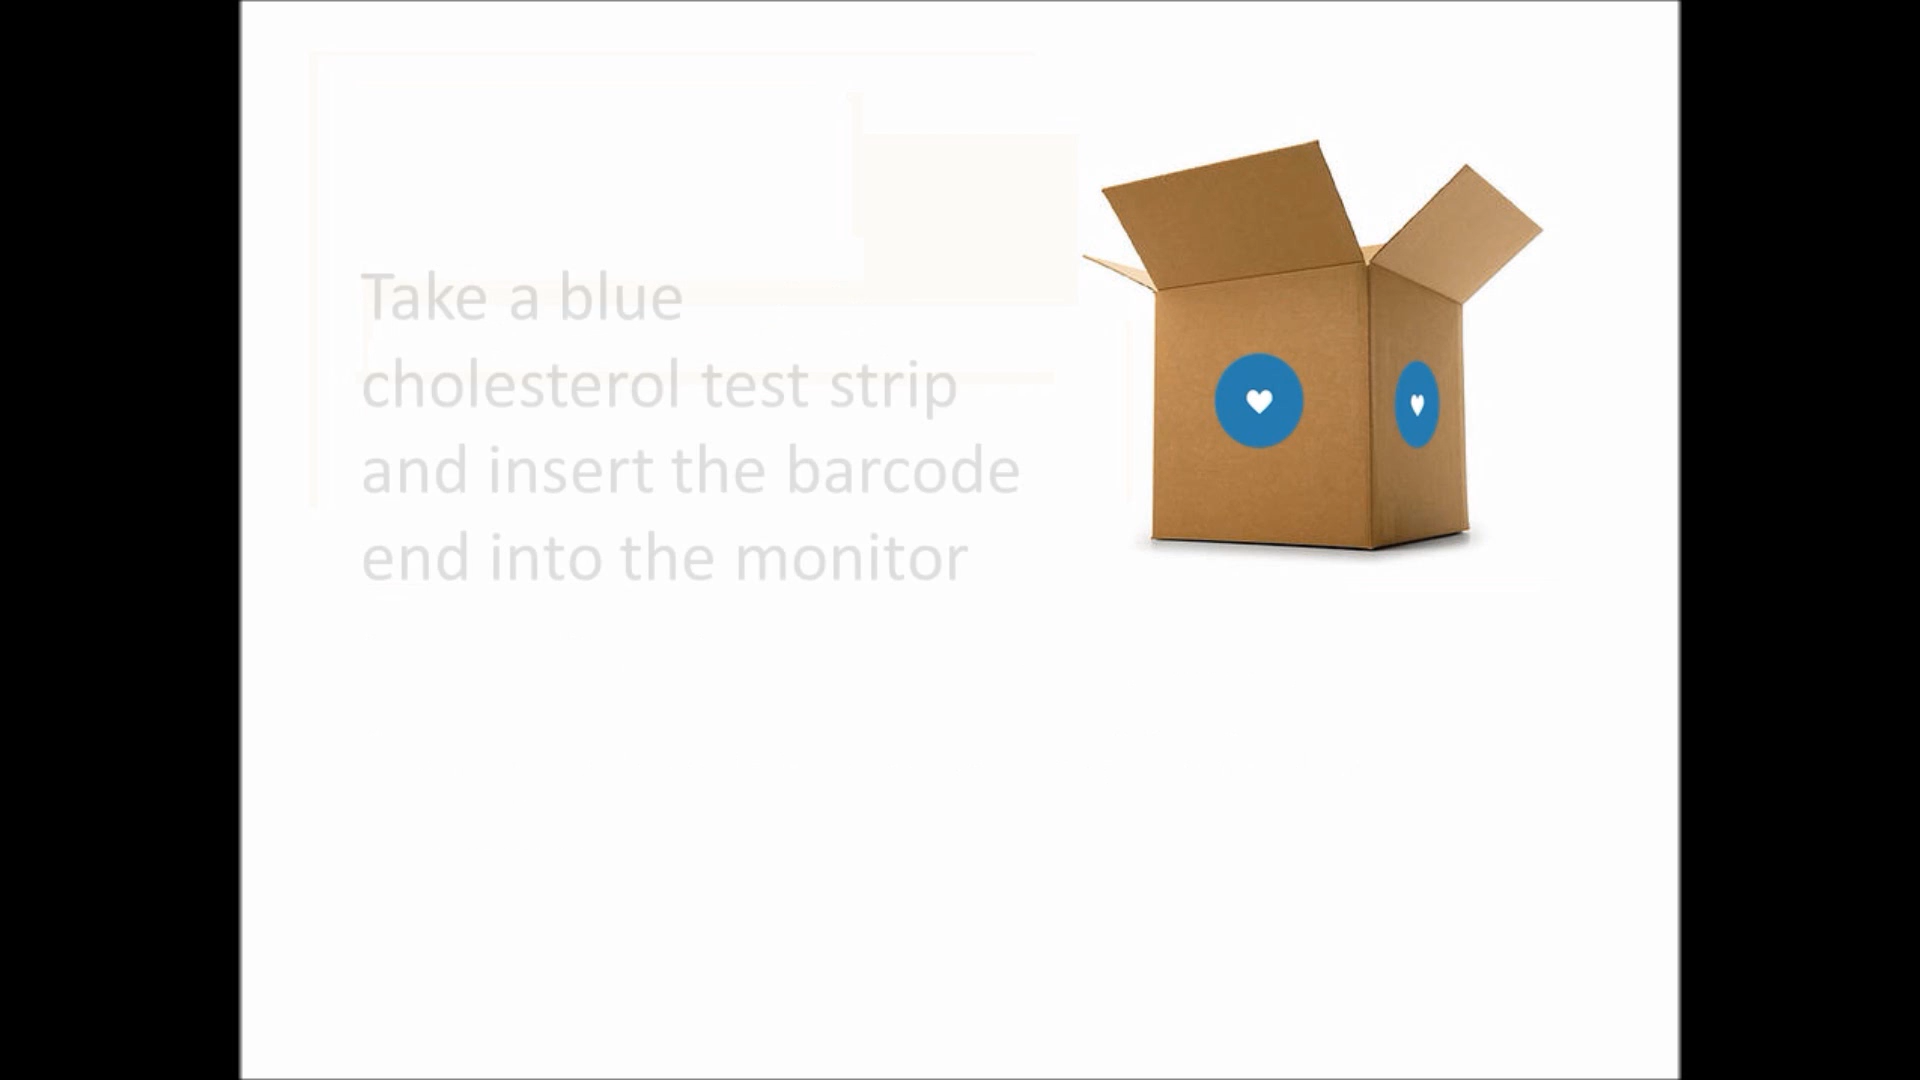 Take a blue
cholesterol test strip
and insert the barcode
end into the monitor